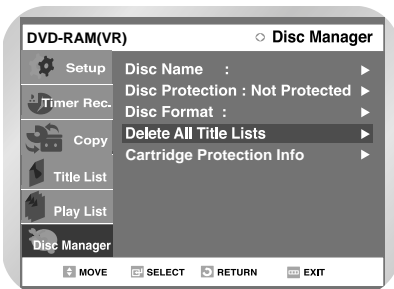 DVD-RAM(VR) Disc Manager
Setup
Timer Rec.
Copy
Title List
Play List
Disc Manager
Disc Name :
Disc Protection : Not Protected
Disc Format :
Delete All Title Lists
Cartridge Protection Info
MOVE SELECT RETURN EXIT